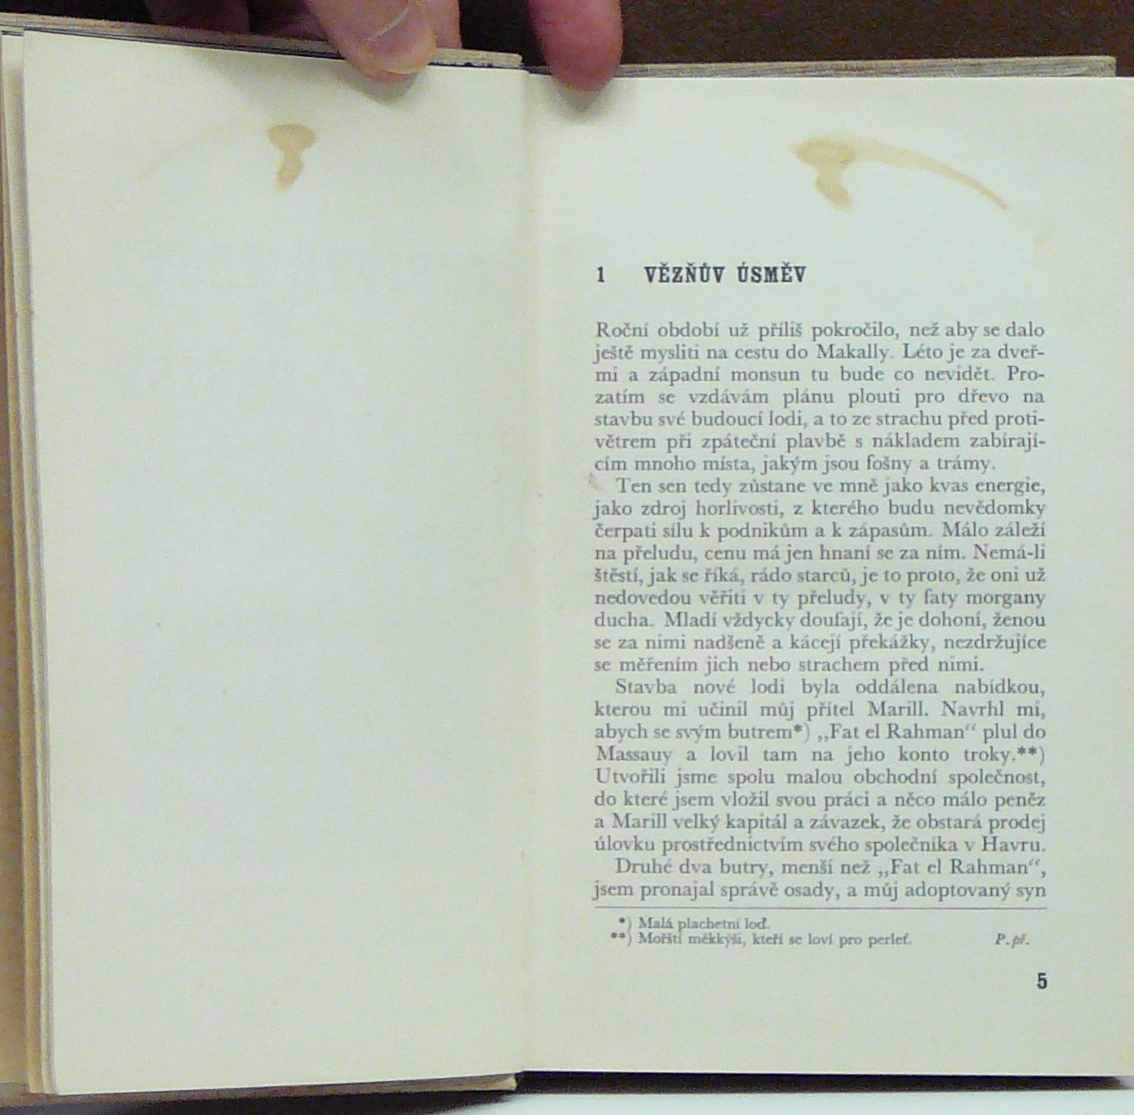 1 VĚZŇŮV ÚSMĚV
Roční období už příliš pokročilo, než aby se dalo
ještě mysliti na cestu do Makally. Léto je za dveř-
mi a západní monsun tu bude co nevidět. Pro-
zatím se vzdávám plánu plouti pro dřevo na
stavbu své budoucí lodi, a to ze strachu před proti-
větrem při zpáteční plavbě s nákladem zabírají-
cím mnoho místa, jakým jsou fošny a trámy.
Ten sen tedy zůstane ve mně jako kvas energie,
jako zdroj horlivosti, z kterého budu nevědomky
čerpati sílu k podnikům a k zápasům. Málo záleží
na přeludu, cenu má jen hnaní se za ním. Nemá-li
štěstí, jak se říká, rádo starců, je to proto, že oni už
nedovedou věřiti v ty přeludy, v ty faty morgany
ducha. Mladí vždycky doufají, že je dohoní, ženou
se za nimi nadšeně a kácejí překážky, nezdržujíce
se měřením jich nebo strachem před nimi.
Stavba nové lodi byla oddálena nabídkou,
kterou mi učinil můj přítel Marill. Navrhl mi,
abych se svým butrem*) „Fat el Rahman“ plul do
Massauy a lovil tam na jeho konto troky.**)
Utvořili jsme spolu malou obchodní společnost,
do které jsem vložil svou práci a něco málo peněz
a Marill velký kapitál a závazek, že obstará prodej
úlovku prostřednictvím svého společníka v Havru.
Druhé dva butry, menší než „Fat el Rahman“,
jsem pronajal správě osady, a můj adoptovaný syn
*) Malá plachetní loď.
**) Mořští měkkýši, kteří se loví pro perleť. P. př.
5